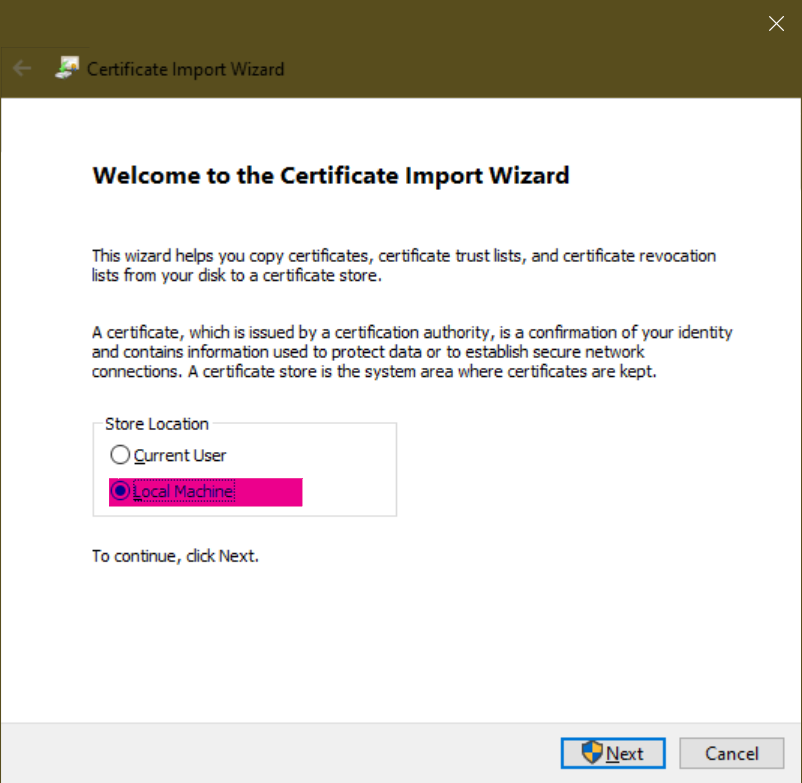 Certificate Import Wizard
Welcome to the Certificate Import Wizard
This wizard helps you copy certificates, certificate trust lists, and certificate revocation
lists from your disk to a certificate store.
A certificate, which is issued by a certification authority, is a confirmation of your identity
and contains information used to protect data or to establish secure network
connections. A certificate store is the system area where certificates are kept.
Store Location
Current User
Local Machine
To continue, click Next.
Next
Cancel